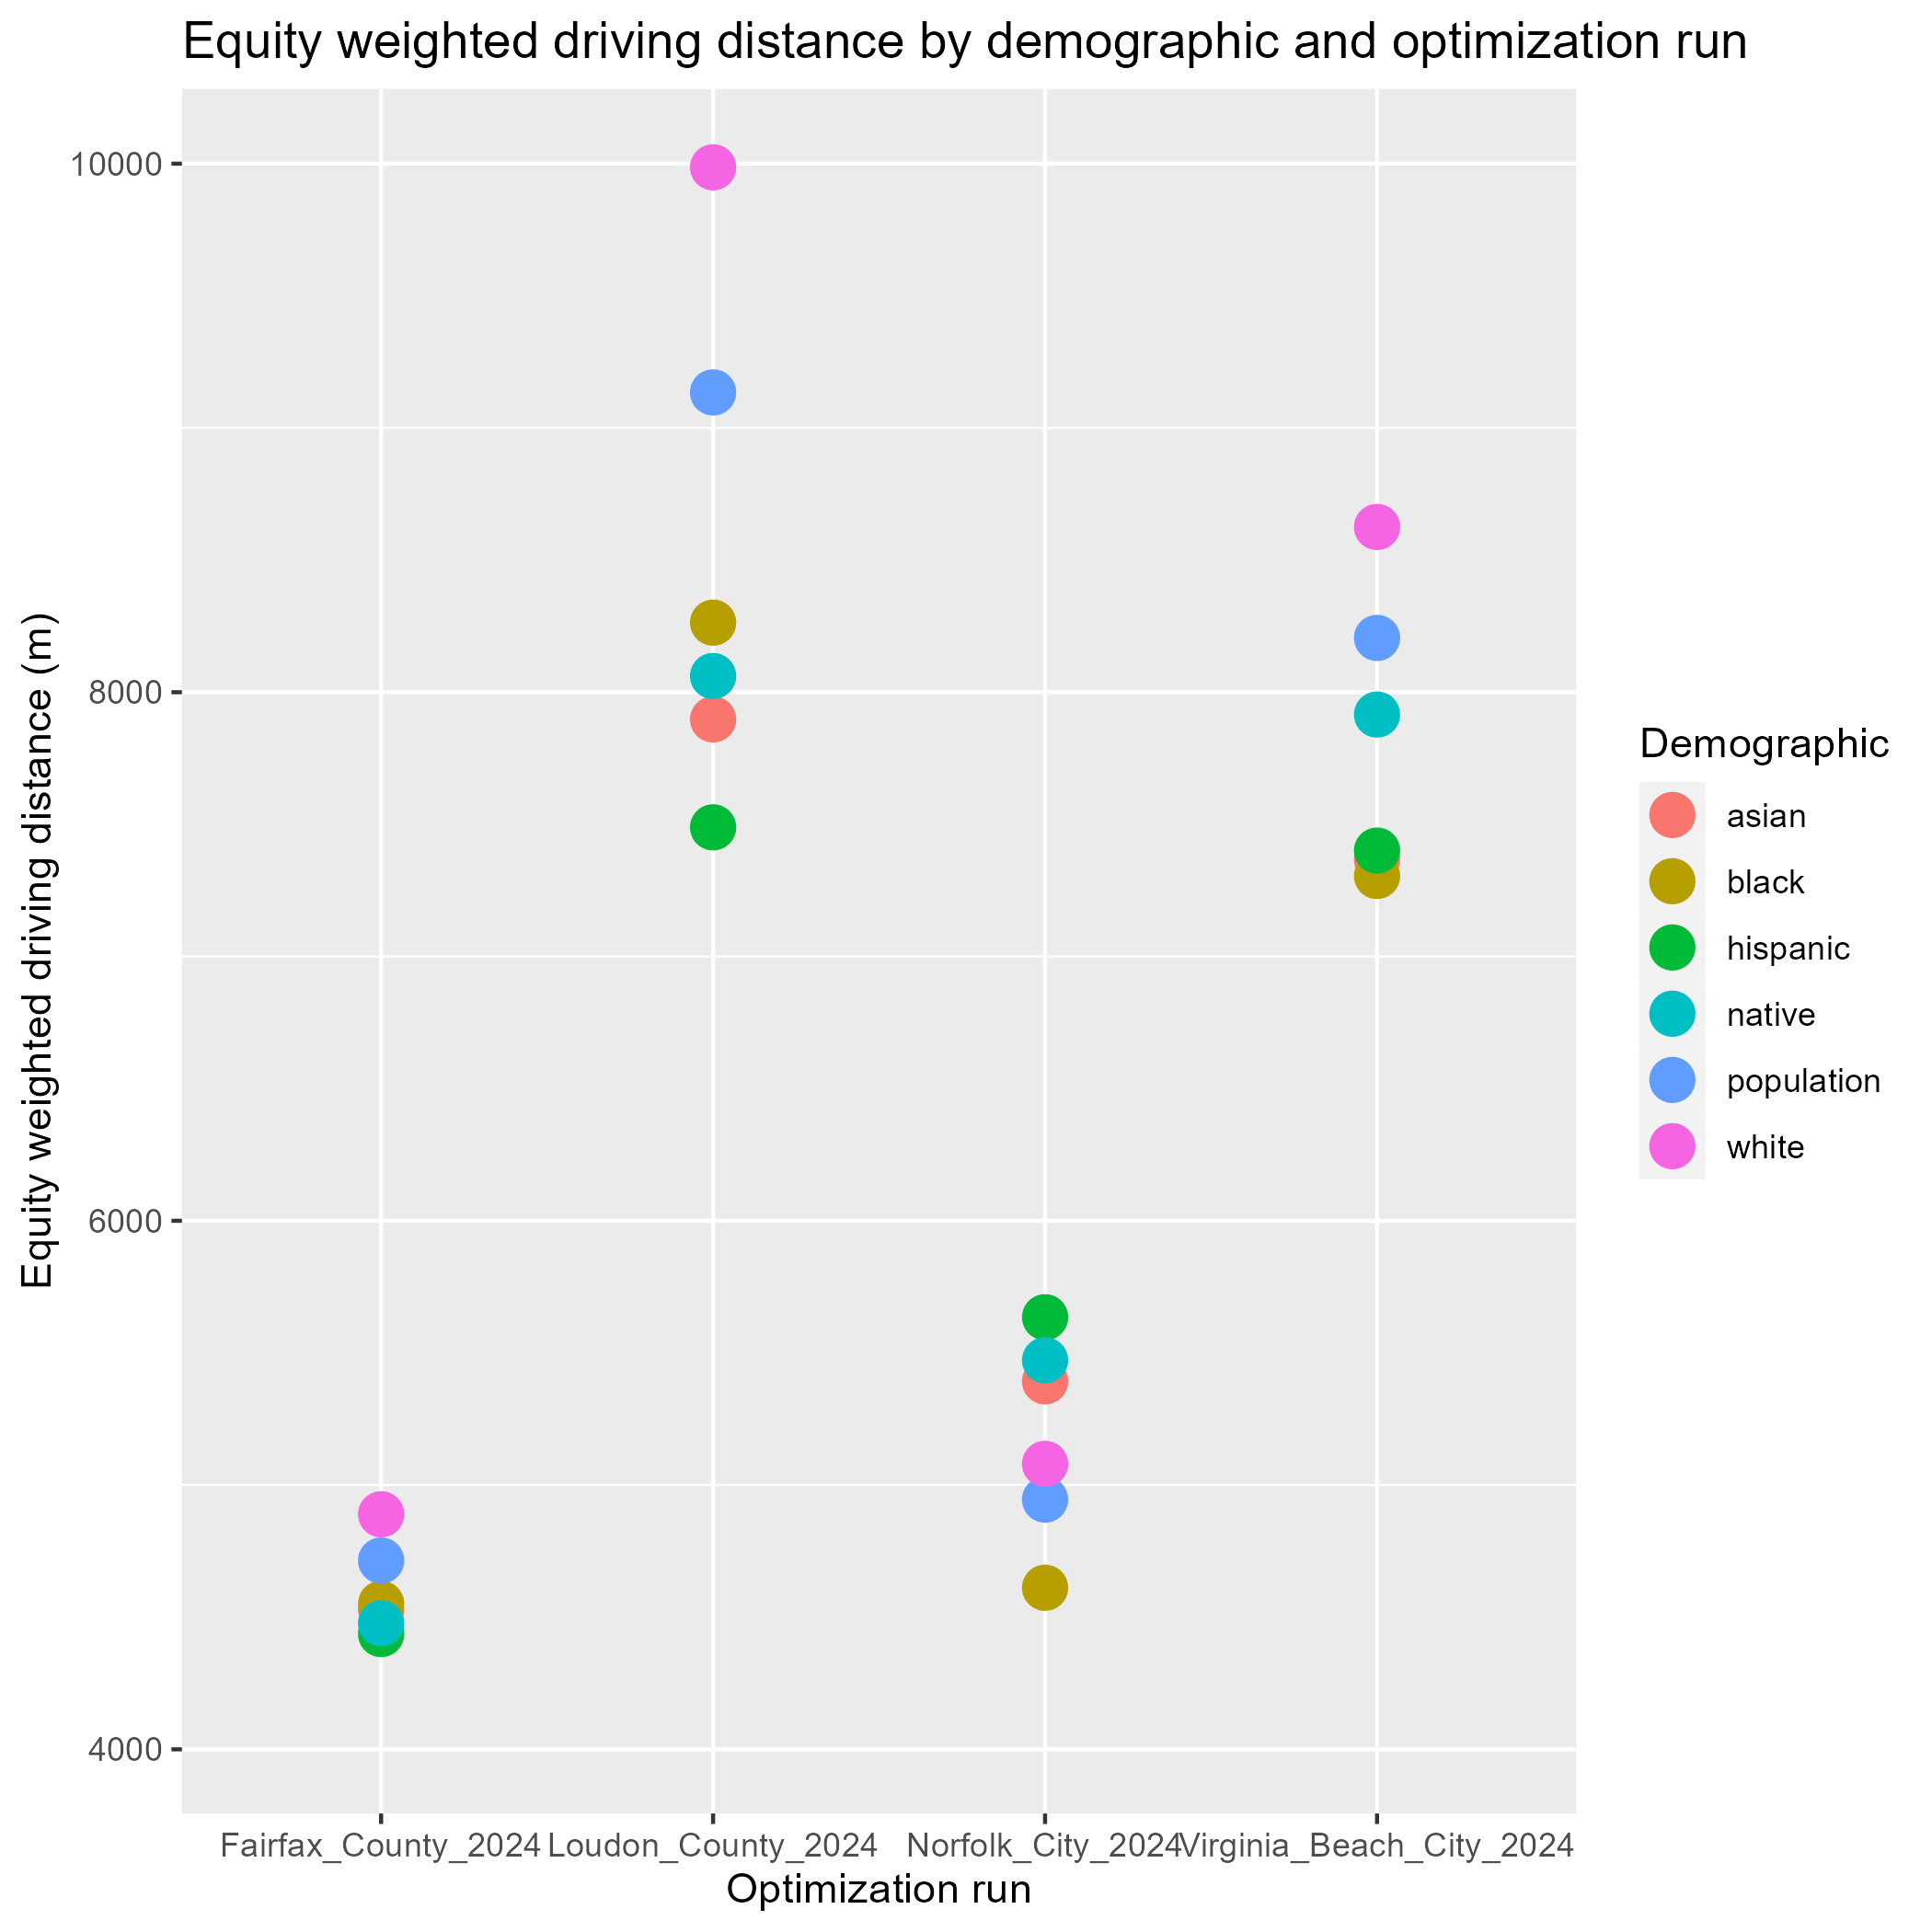 Equity weighted driving distance by demographic and optimization run
Equity weighted driving distance (m)
10000
8000
6000
4000
Fairfax_County_2024
Loudon_County_2024
Norfolk_City_2024
Virginia_Beach_City_2024
Optimization run
Demographic
asian
black
hispanic
native
population
white